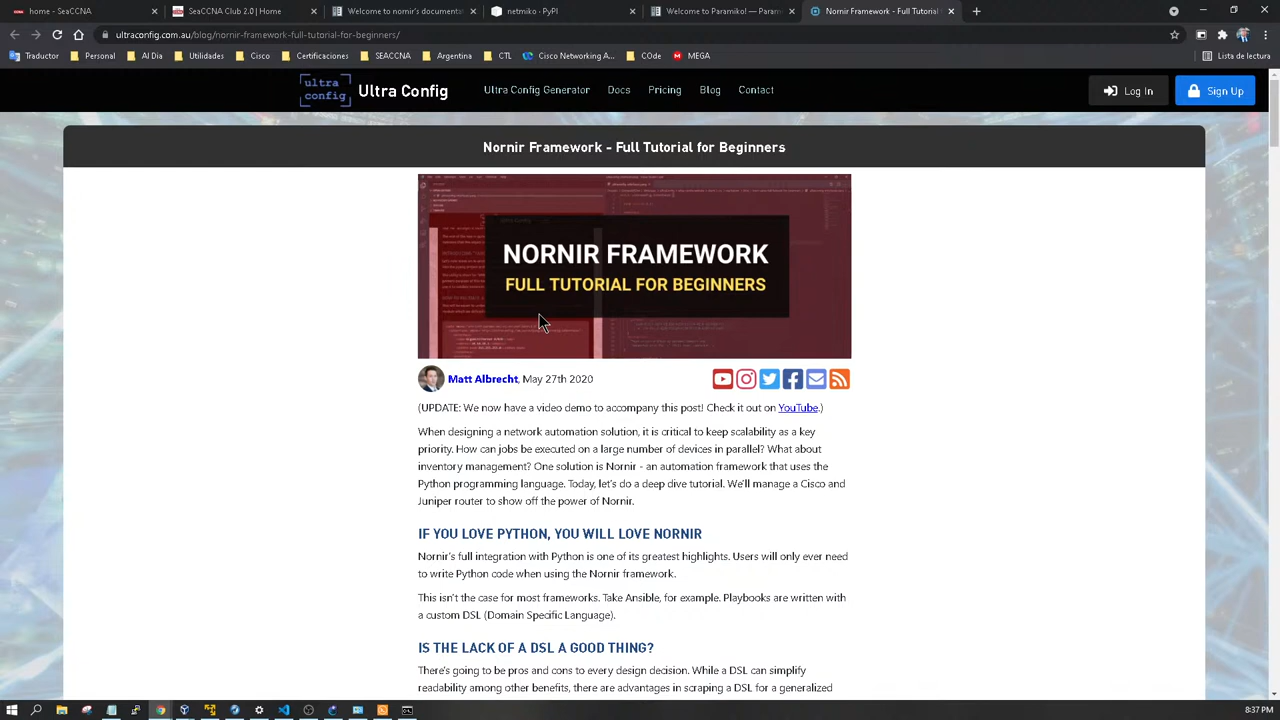 home - SeaCCNA
SeaCCNA Club 2.0 | Home
Welcome to nornir's documentat
netmiko · PyPI
Welcome to Paramiko! — Param
Nornir Framework - Full Tutorial
ultraconfig.com.au/blog/nornir-framework-full-tutorial-for-beginners/
Traductor
Personal
Al Dia
Utilidades
Cisco
Certificaciones
SEACCNA
Argentina
CTL
Cisco Networking A...
COde
MEGA
Lista de lectura
ultra
config
Ultra Config
Ultra Config Generator
Docs
Pricing
Blog
Contact
Log In
Sign Up
Nornir Framework - Full Tutorial for Beginners
NORNIR FRAMEWORK
FULL TUTORIAL FOR BEGINNERS
Matt Albrecht, May 27th 2020
(UPDATE: We now have a video demo to accompany this post! Check it out on YouTube.)
When designing a network automation solution, it is critical to keep scalability as a key
priority. How can jobs be executed on a large number of devices in parallel? What about
inventory management? One solution is Nornir - an automation framework that uses the
Python programming language. Today, let's do a deep dive tutorial. We'll manage a Cisco and
Juniper router to show off the power of Nornir.
IF YOU LOVE PYTHON, YOU WILL LOVE NORNIR
Nornir's full integration with Python is one of its greatest highlights. Users will only ever need
to write Python code when using the Nornir framework.
This isn't the case for most frameworks. Take Ansible, for example. Playbooks are written with
a custom DSL (Domain Specific Language).
IS THE LACK OF A DSL A GOOD THING?
There's going to be pros and cons to every design decision. While a DSL can simplify
readability among other benefits, there are advantages in scraping a DSL for a generalized
8:37 PM